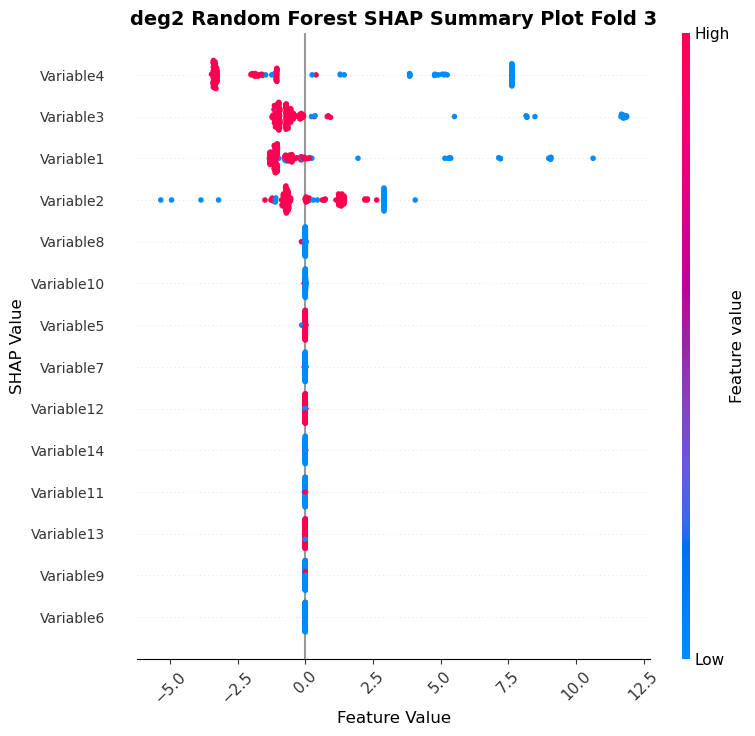 deg2 Random Forest SHAP Summary Plot Fold 3
High
Variable4
Variable3
Variable1
Variable2
Variable8
Variable10
Variable5
Variable7
Variable12
Variable14
Variable11
Variable13
Variable9
Variable6
SHAP Value
Feature value
Low
−5.0
−2.5
0.0
2.5
5.0
7.5
10.0
12.5
Feature Value